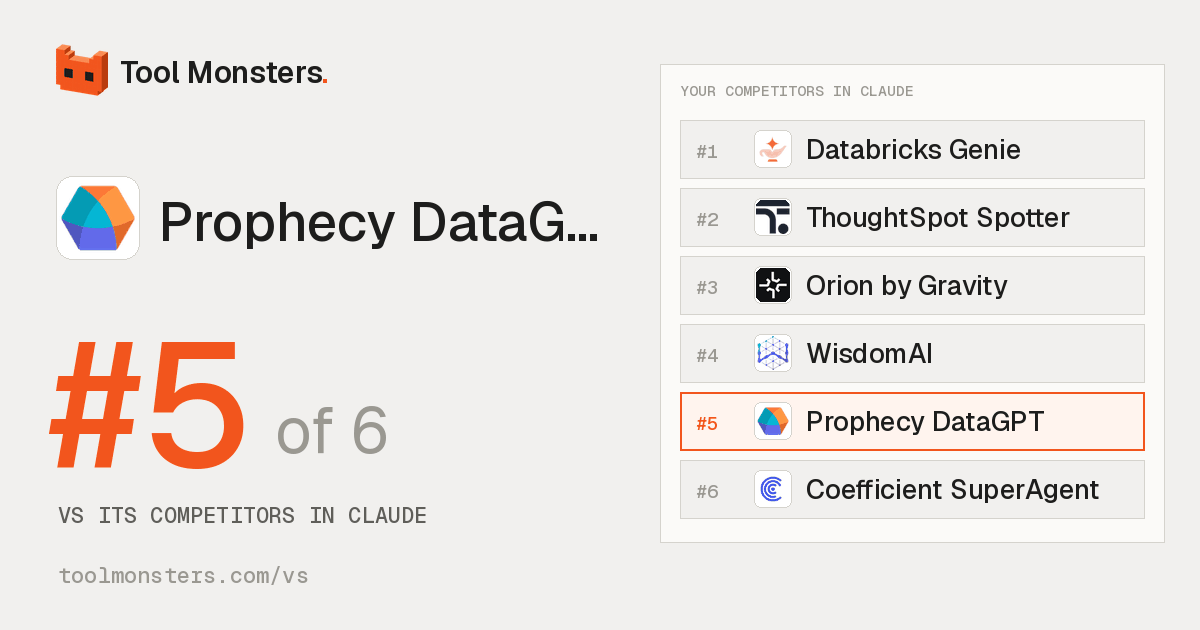 Tool Monsters.
Prophecy DataG...
#5 of 6
VS ITS COMPETITORS IN CLAUDE
toolmonsters.com/vs
YOUR COMPETITORS IN CLAUDE
#1 Databricks Genie
#2 ThoughtSpot Spotter
#3 Orion by Gravity
#4 WisdomAI
#5 Prophecy DataGPT
#6 Coefficient SuperAgent